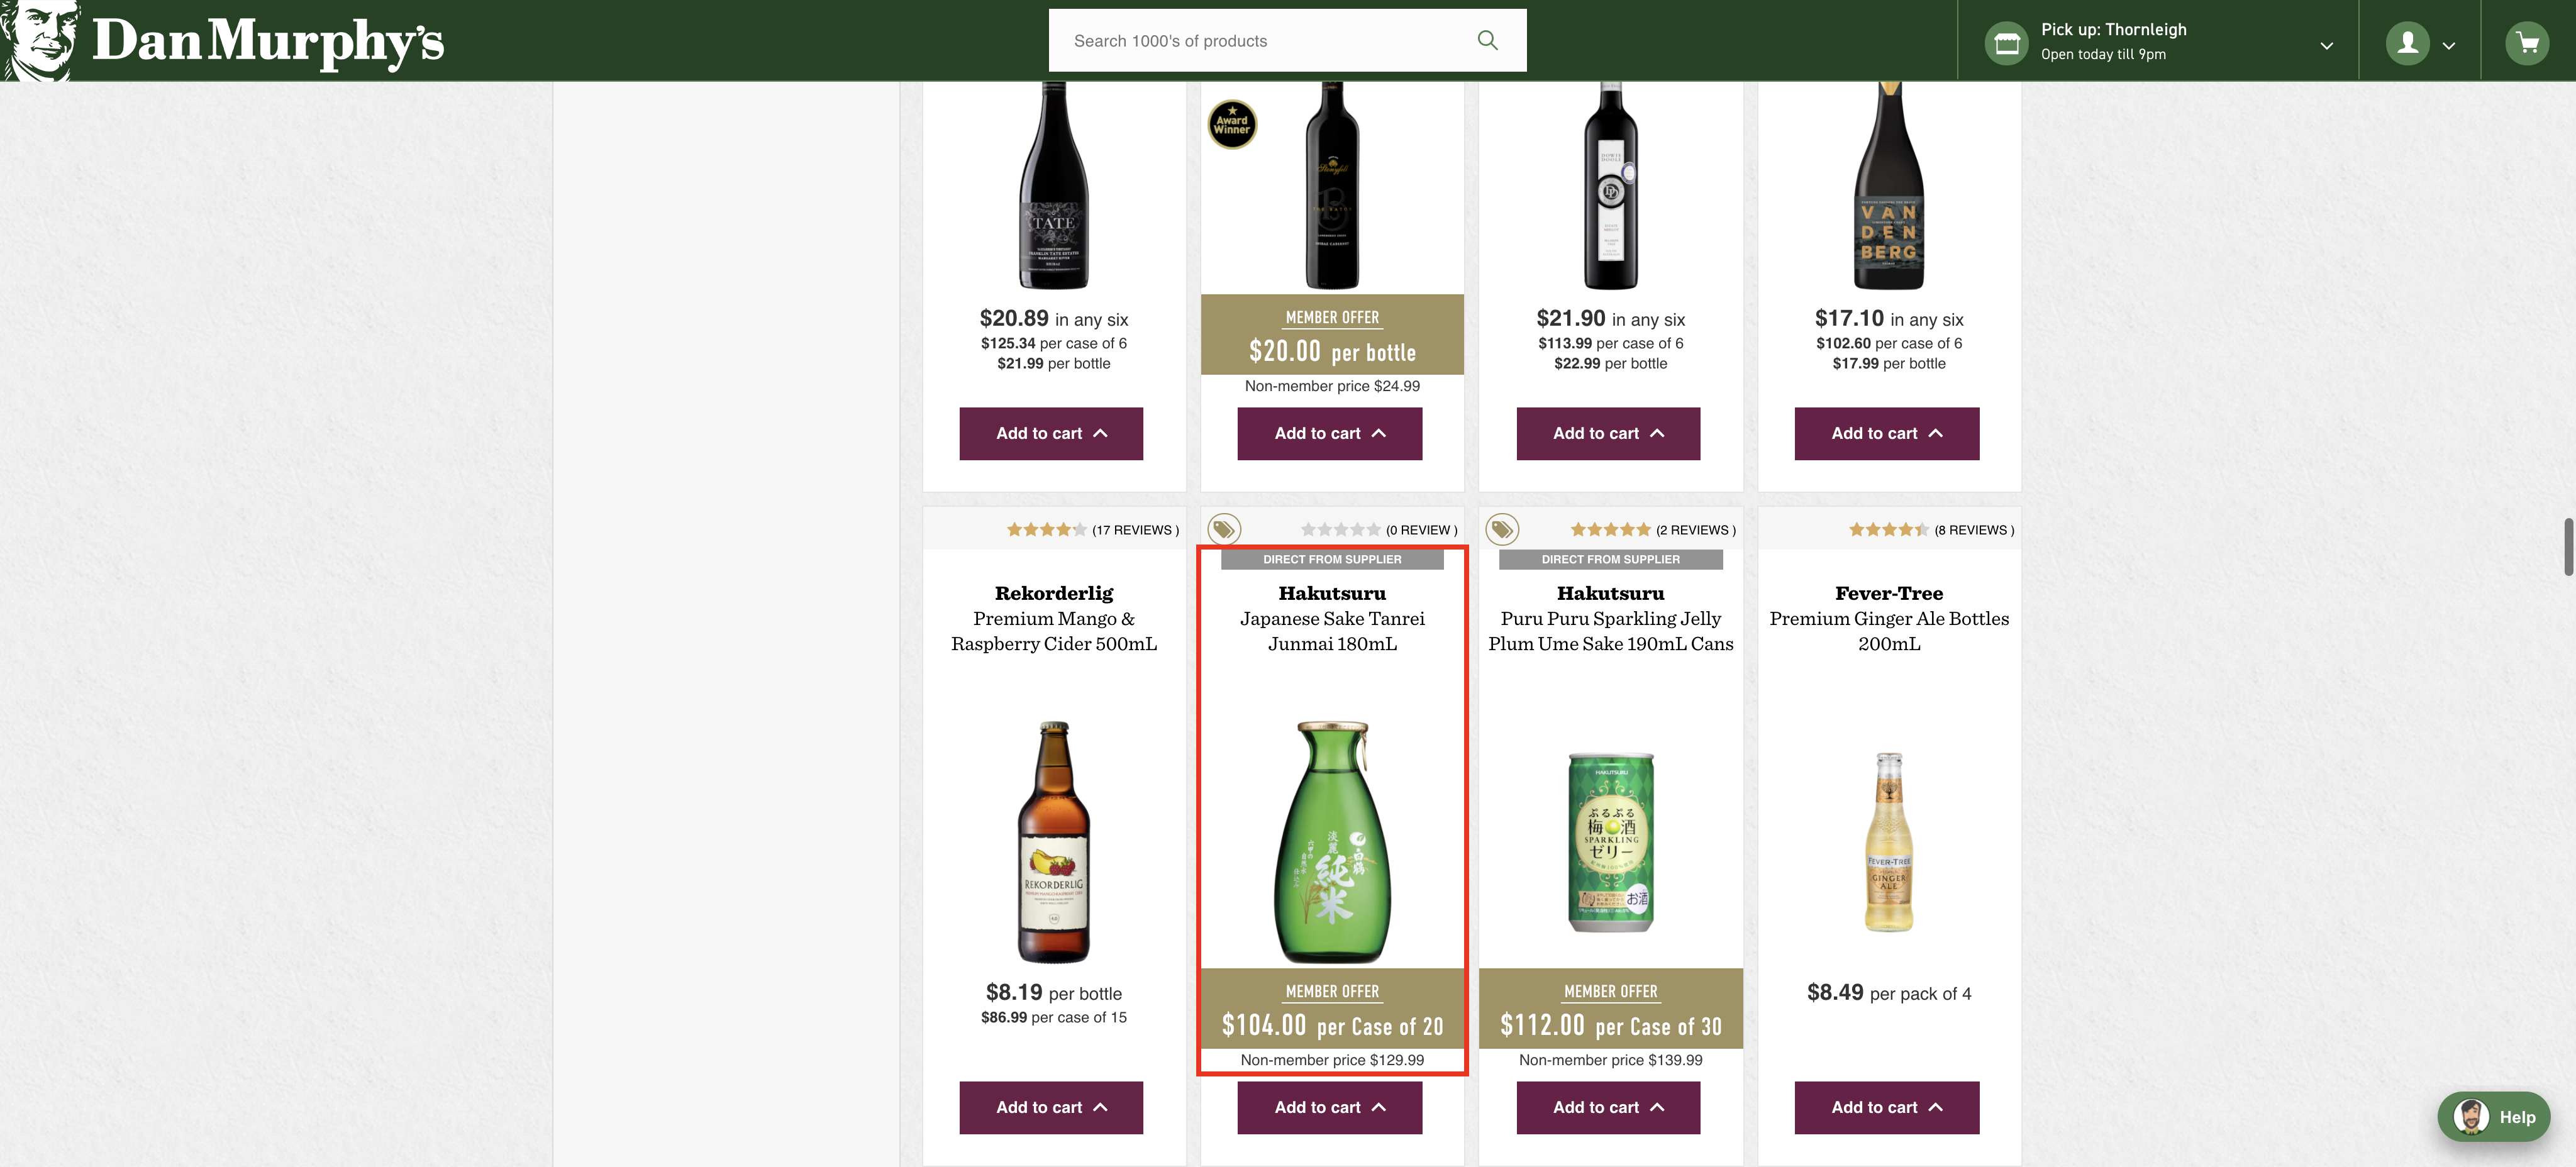 Dan Murphy's
Search 1000's of products
Pick up: Thornleigh
Open today till 9pm
TATE
$20.89 in any six
$125.34 per case of 6
$21.99 per bottle
Add to cart
Award
Winner
MEMBER OFFER
$20.00 per bottle
Non-member price $24.99
Add to cart
$21.90 in any six
$113.99 per case of 6
$22.99 per bottle
Add to cart
VAN
DEN
BERG
$17.10 in any six
$102.60 per case of 6
$17.99 per bottle
Add to cart
(17 REVIEWS )
Rekorderlig
Premium Mango &
Raspberry Cider 500mL
REKORDERLIG
$8.19 per bottle
$86.99 per case of 15
Add to cart
(0 REVIEW )
DIRECT FROM SUPPLIER
Hakutsuru
Japanese Sake Tanrei
Junmai 180mL
淡麗
白鶴
純米
MEMBER OFFER
$104.00 per Case of 20
Non-member price $129.99
Add to cart
(2 REVIEWS )
DIRECT FROM SUPPLIER
Hakutsuru
Puru Puru Sparkling Jelly
Plum Ume Sake 190mL Cans
HAKUTSURU
ぷるぷる
梅酒
SPARKLING
ゼリー
お酒
MEMBER OFFER
$112.00 per Case of 30
Non-member price $139.99
Add to cart
(8 REVIEWS )
Fever-Tree
Premium Ginger Ale Bottles
200mL
FEVER-TREE
GINGER
ALE
$8.49 per pack of 4
Add to cart
Help